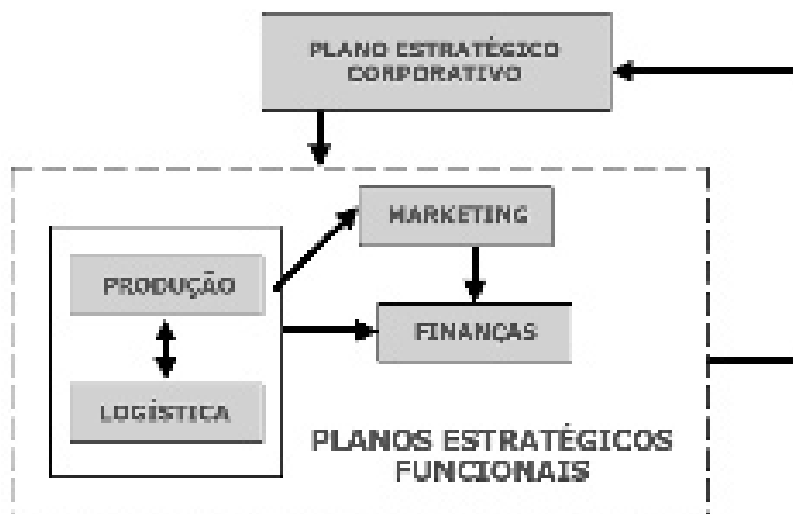 PLANO ESTRATÉGICO
CORPORATIVO
MARKETING
PRODUÇÃO
FINANÇAS
LOGÍSTICA
PLANOS ESTRATÉGICOS
FUNCIONAIS